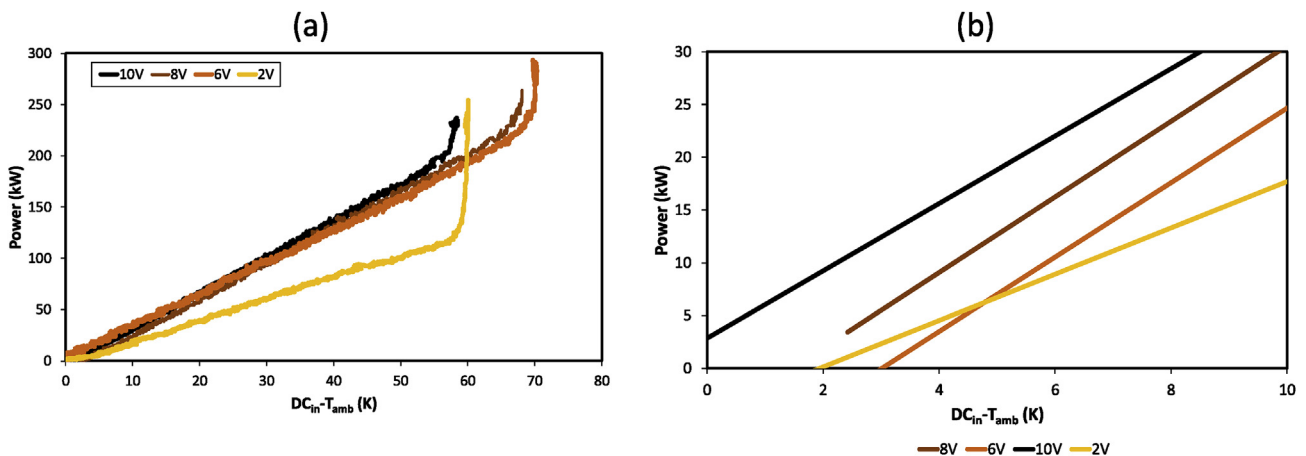 (a)
300
250
200
150
100
50
0
Power (kW)
10V 8V 6V 2V
0 10 20 30 40 50 60 70 80
DCin-Tamb (K)
(b)
30
25
20
15
10
5
0
Power (kW)
0 2 4 6 8 10
DCin-Tamb (K)
8V 6V 10V 2V